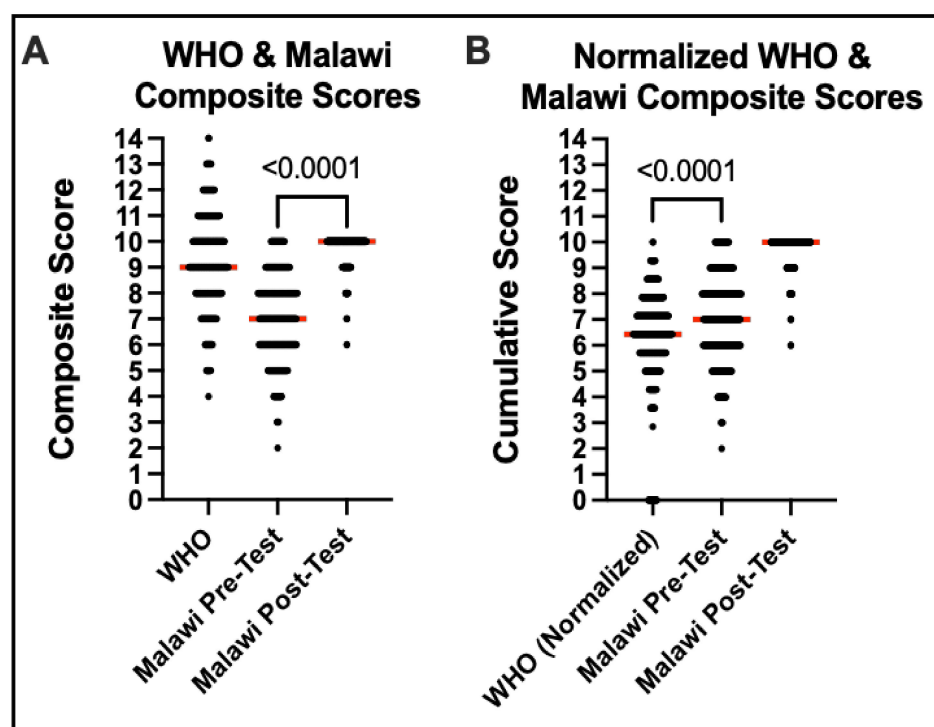 A
WHO & Malawi
Composite Scores
Composite Score
14
13
12
11
10
9
8
7
6
5
4
3
2
1
0
<0.0001
WHO
Malawi Pre-Test
Malawi Post-Test
B
Normalized WHO &
Malawi Composite Scores
Cumulative Score
14
13
12
11
10
9
8
7
6
5
4
3
2
1
0
<0.0001
WHO (Normalized)
Malawi Pre-Test
Malawi Post-Test